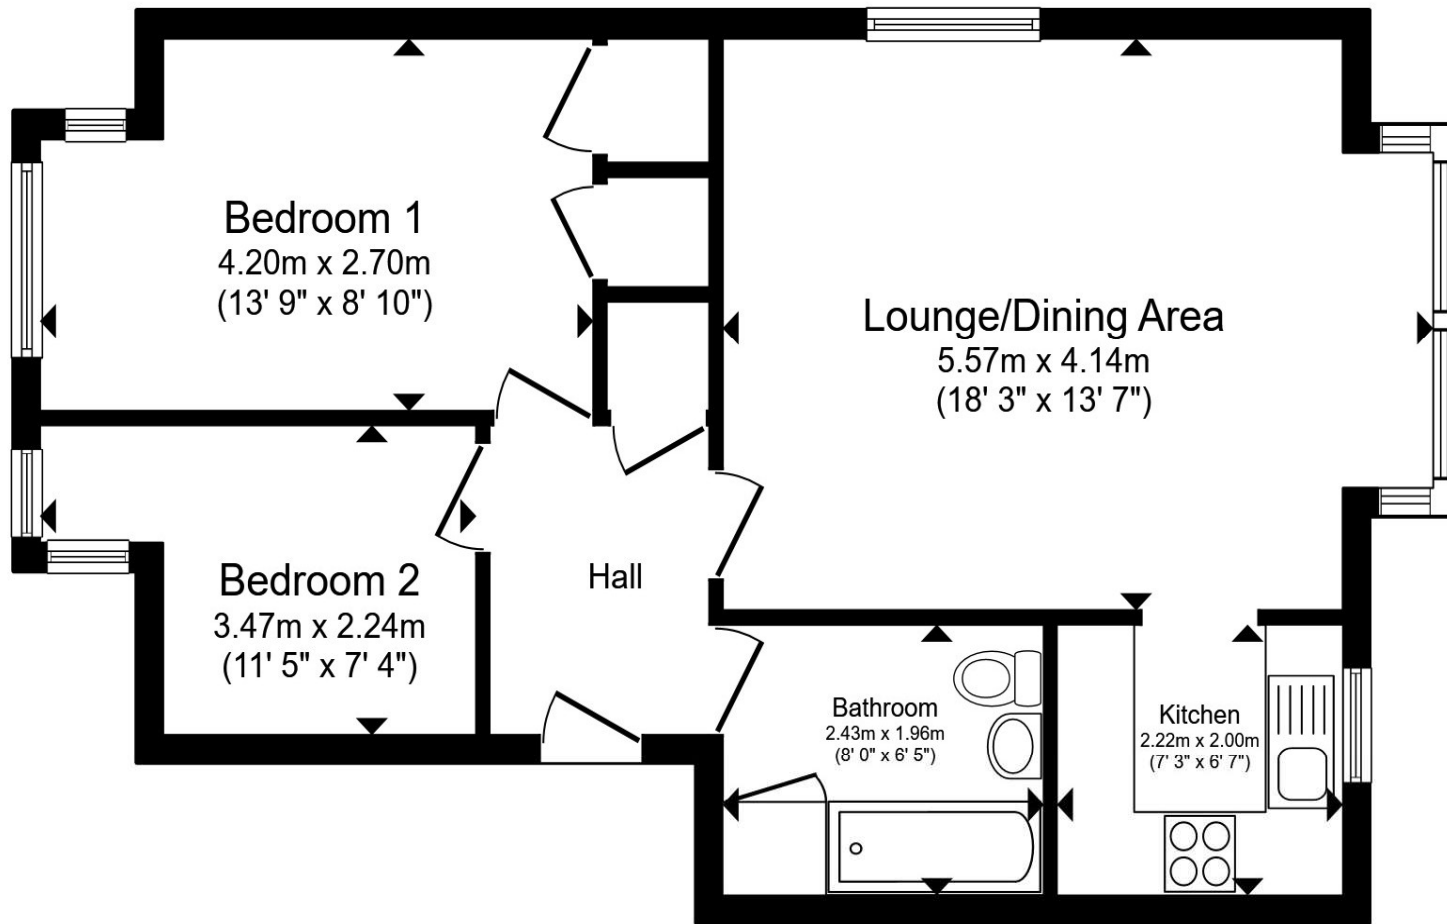 Bedroom 1
4.20m x 2.70m
(13' 9" x 8' 10")
Lounge/Dining Area
5.57m x 4.14m
(18' 3" x 13' 7")
Bedroom 2
3.47m x 2.24m
(11' 5" x 7' 4")
Hall
Bathroom
2.43m x 1.96m
(8' 0" x 6' 5")
Kitchen
2.22m x 2.00m
(7' 3" x 6' 7")